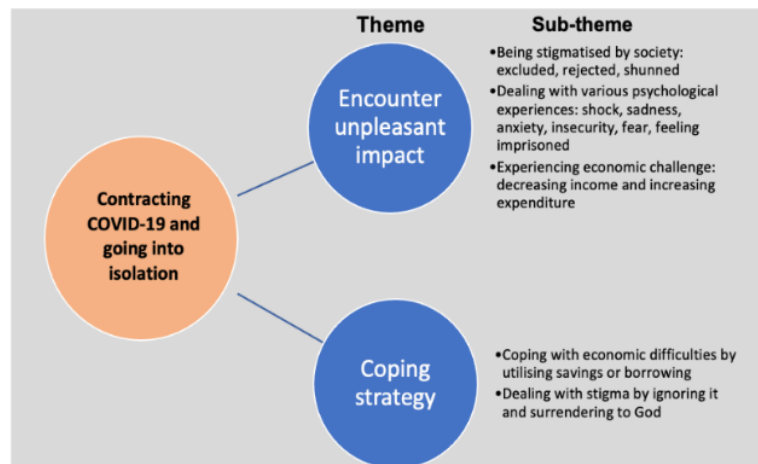 Theme
Sub-theme
Encounter
unpleasant
impact
•Being stigmatised by society:
excluded, rejected, shunned
•Dealing with various psychological
experiences: shock, sadness,
anxiety, insecurity, fear, feeling
imprisoned
•Experiencing economic challenge:
decreasing income and increasing
expenditure
Contracting
COVID-19 and
going into
isolation
Coping
strategy
•Coping with economic difficulties by
utilising savings or borrowing
•Dealing with stigma by ignoring it
and surrendering to God